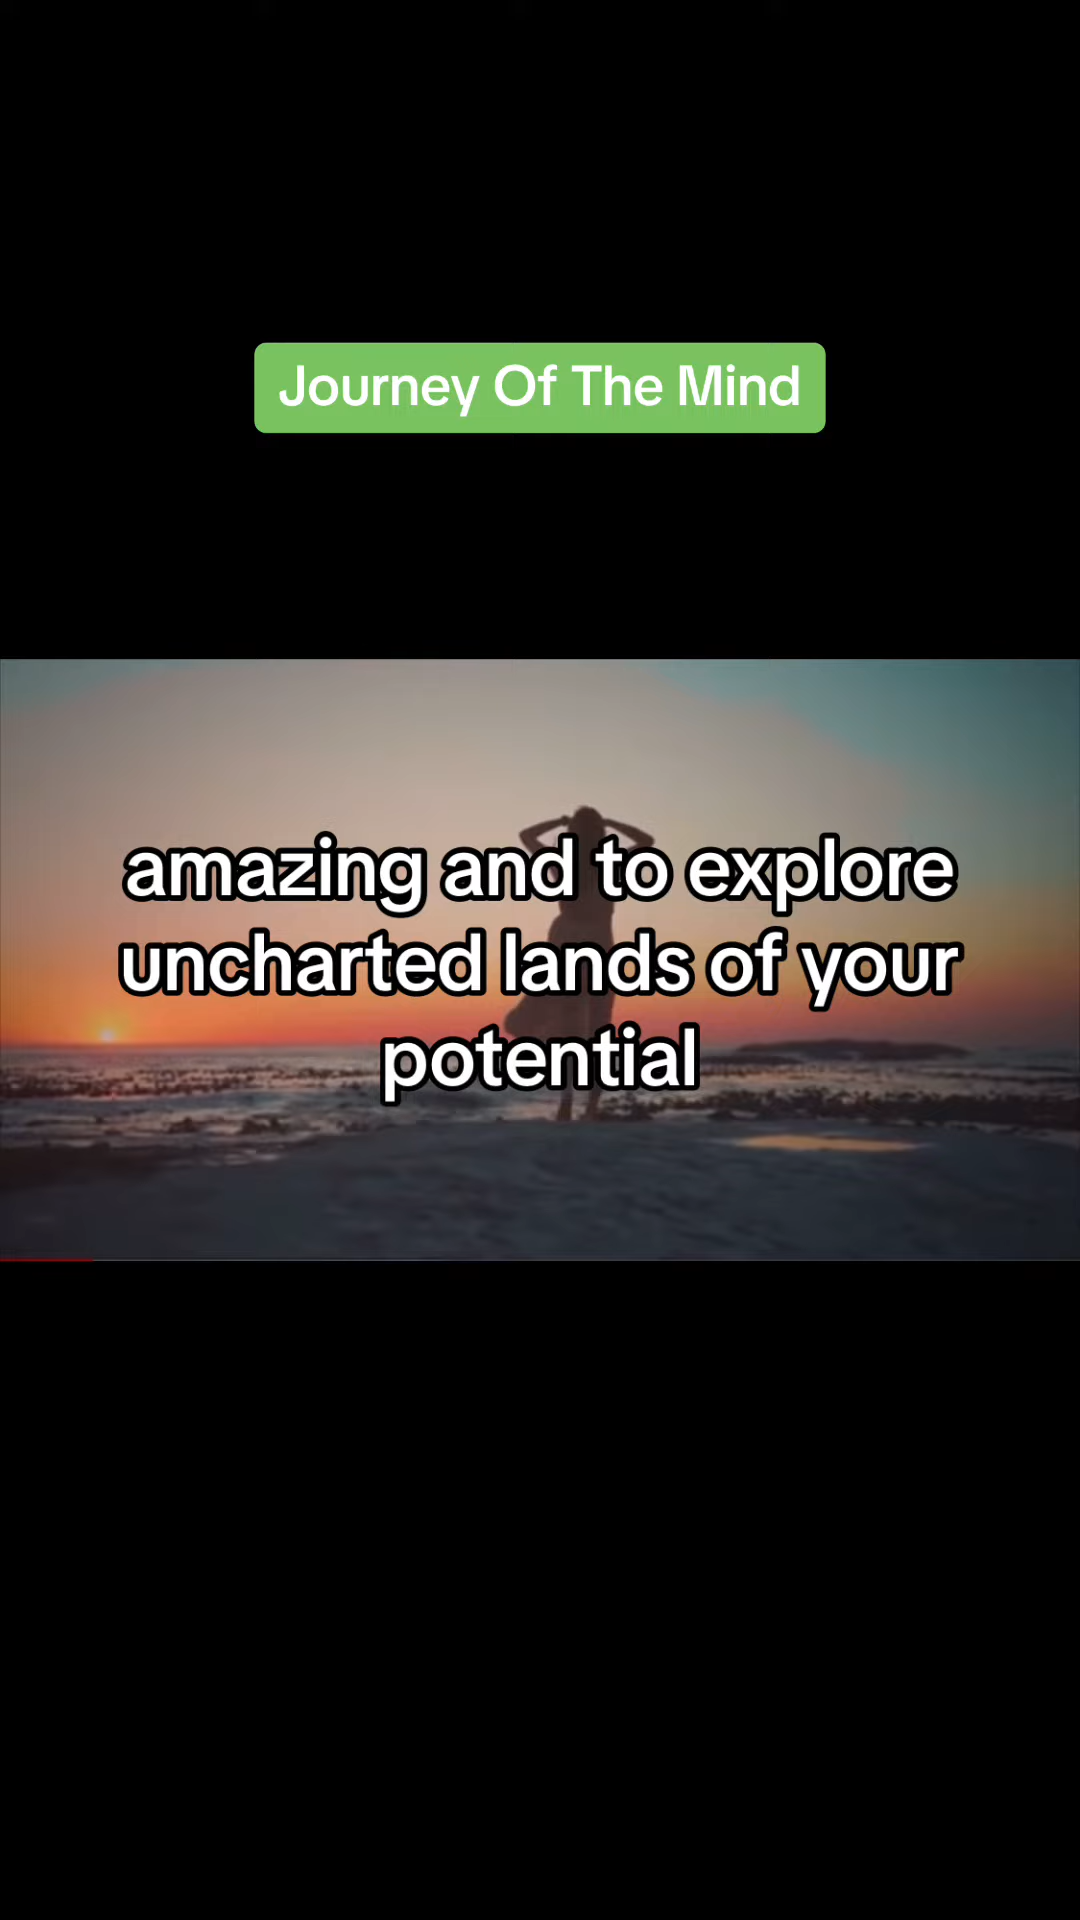 Journey Of The Mind
amazing and to explore
uncharted lands of your
potential